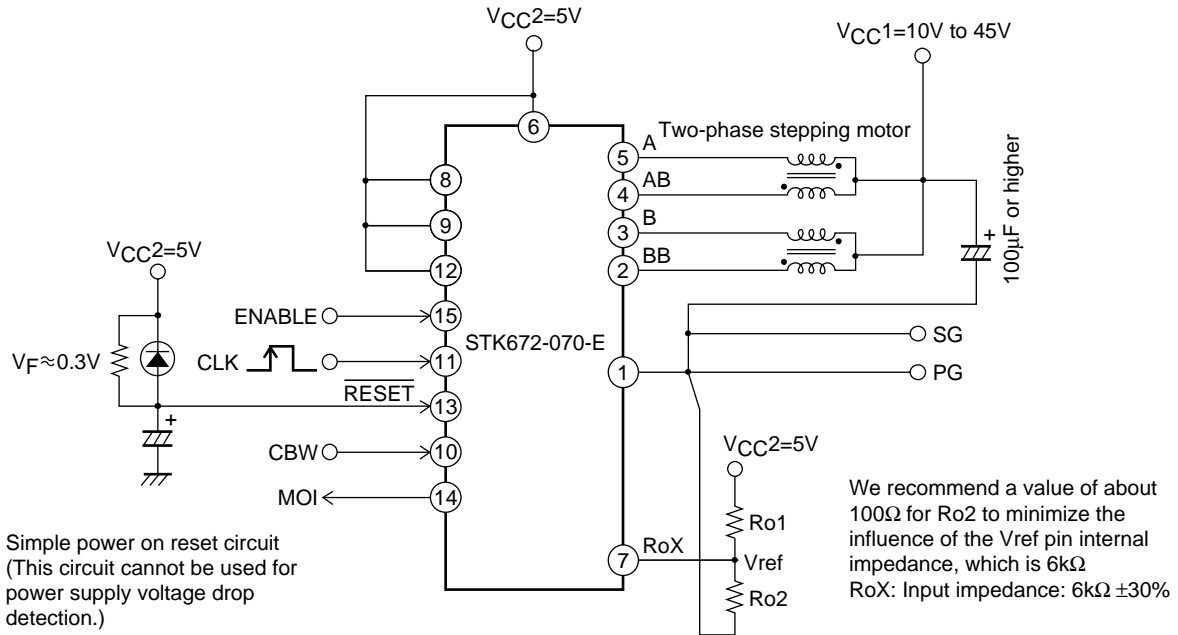 VCC2=5V
VCC1=10V to 45V
6
Two-phase stepping motor
5
A
8
4
AB
9
3
B
100µF or higher
+
VCC2=5V
12
2
BB
ENABLE
15
STK672-070-E
SG
VF≈0.3V
CLK
11
1
PG
RESET
13
+
CBW
10
VCC2=5V
MOI
14
Ro1
7
RoX
Vref
Ro2
We recommend a value of about
100Ω for Ro2 to minimize the
influence of the Vref pin internal
impedance, which is 6kΩ
RoX: Input impedance: 6kΩ ±30%
Simple power on reset circuit
(This circuit cannot be used for
power supply voltage drop
detection.)